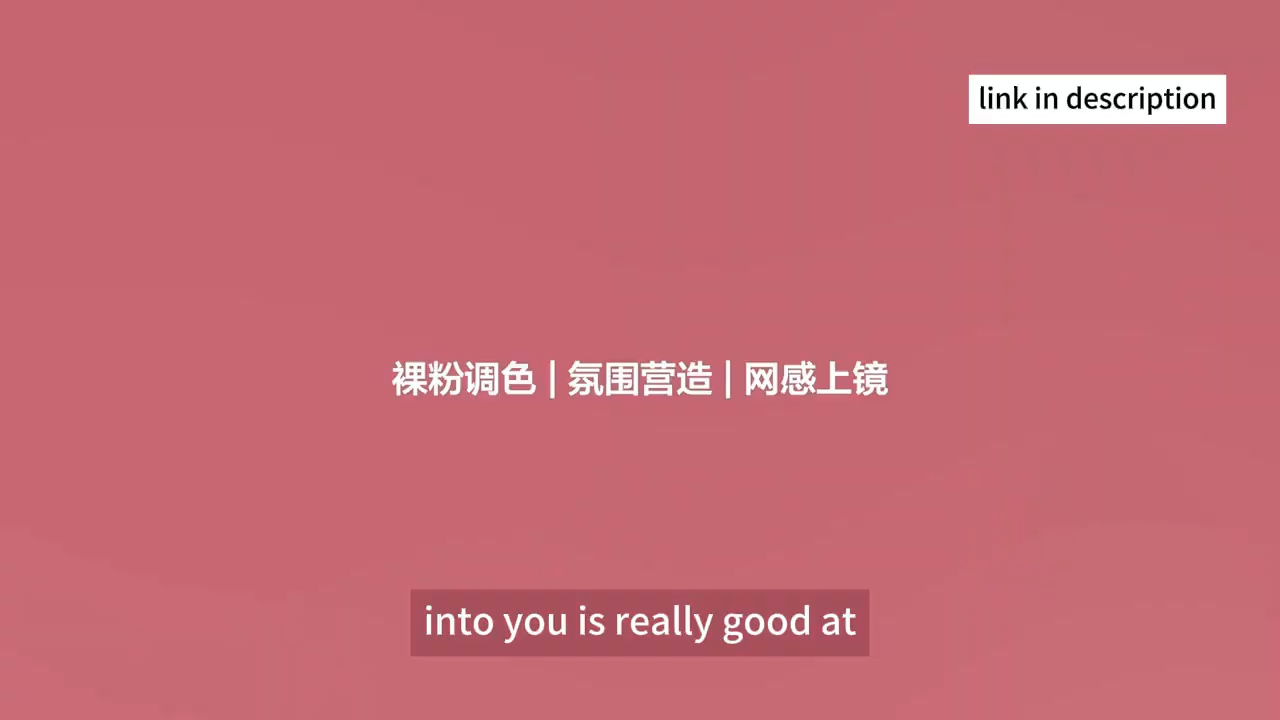 link in description
裸粉调色 | 氛围营造 | 网感上镜
into you is really good at